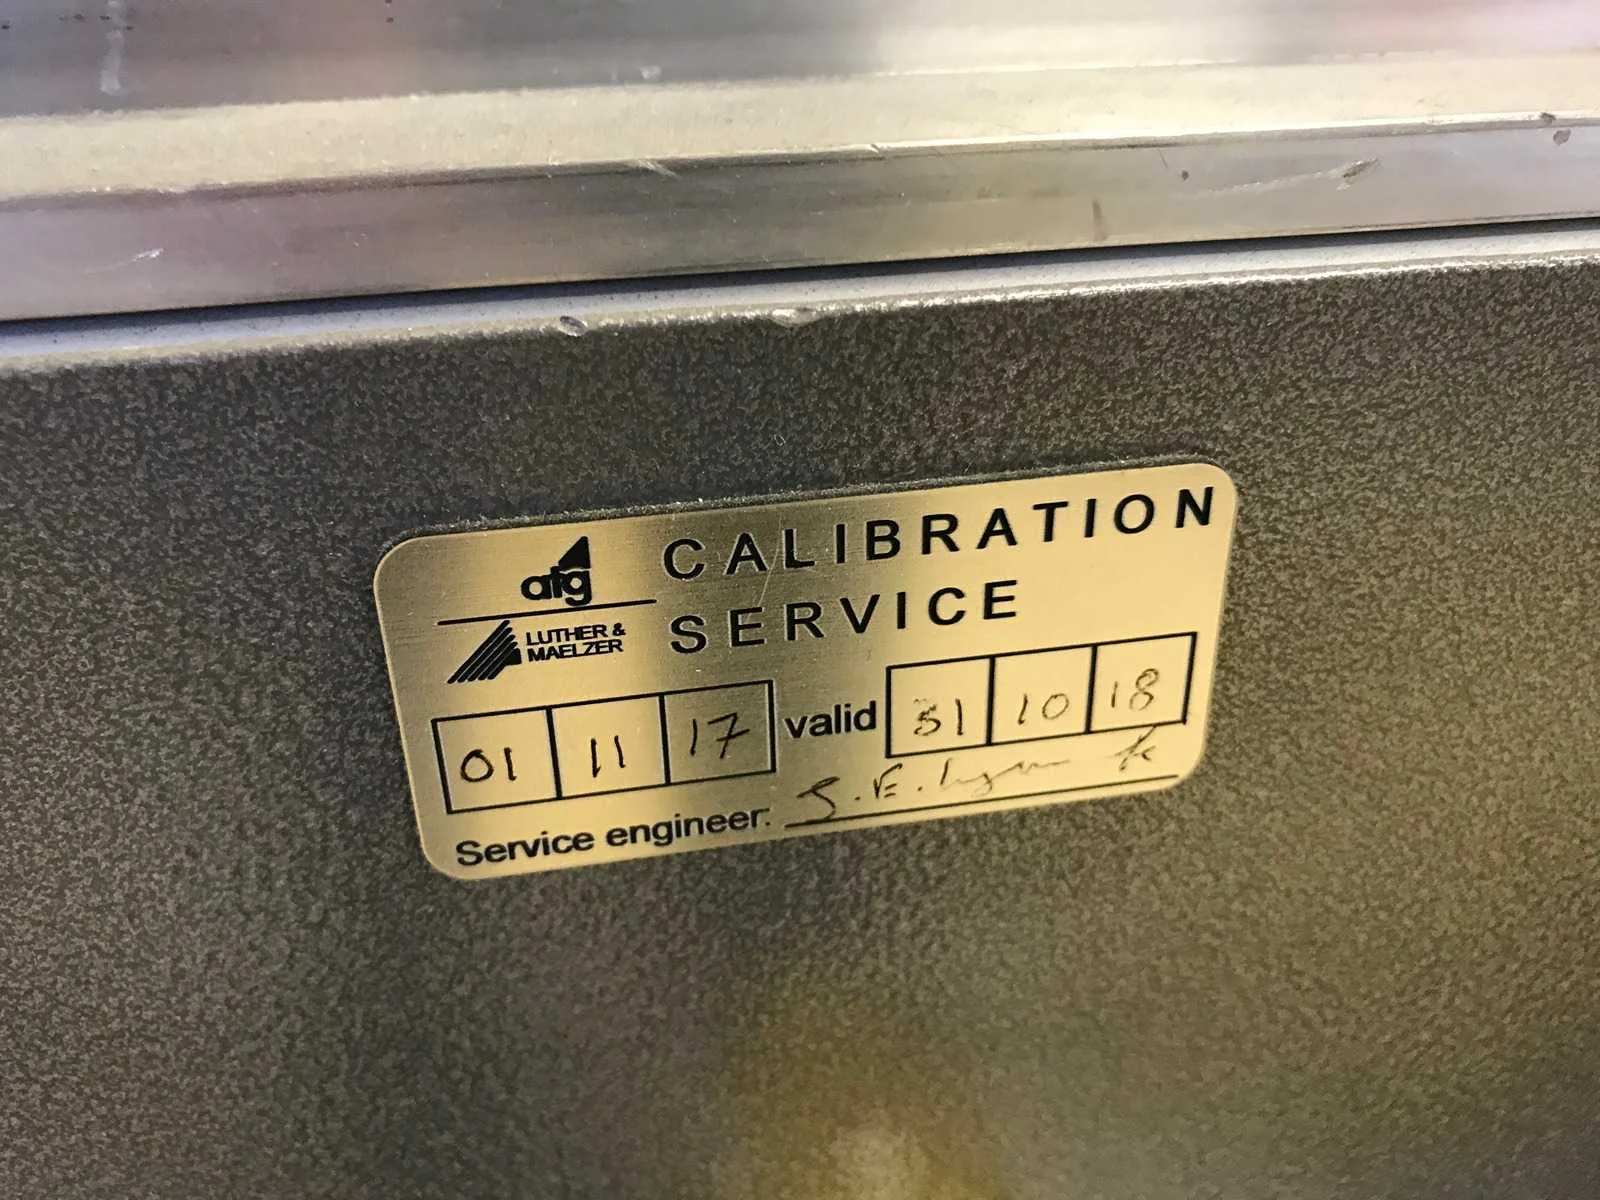 atg
LUTHER &
MAELZER
CALIBRATION
SERVICE
01 11 17 valid 31 10 18
Service engineer: S.E.